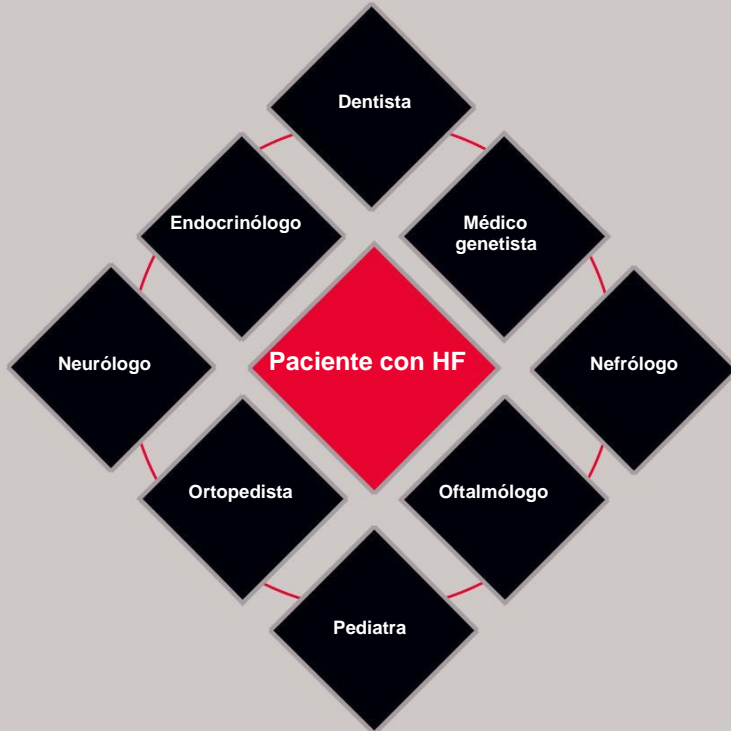 Dentista
Endocrinólogo
Médico
genetista
Neurólogo
Paciente con HF
Nefrólogo
Ortopedista
Oftalmólogo
Pediatra